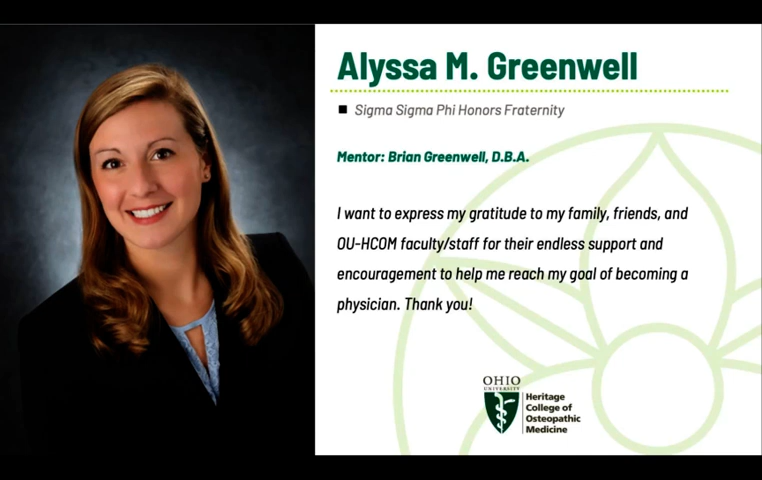 Alyssa M. Greenwell
Sigma Sigma Phi Honors Fraternity
Mentor: Brian Greenwell, D.B.A.
I want to express my gratitude to my family, friends, and
OU-HCOM faculty/staff for their endless support and
encouragement to help me reach my goal of becoming a
physician. Thank you!
OHIO
UNIVERSITY
Heritage
College of
Osteopathic
Medicine